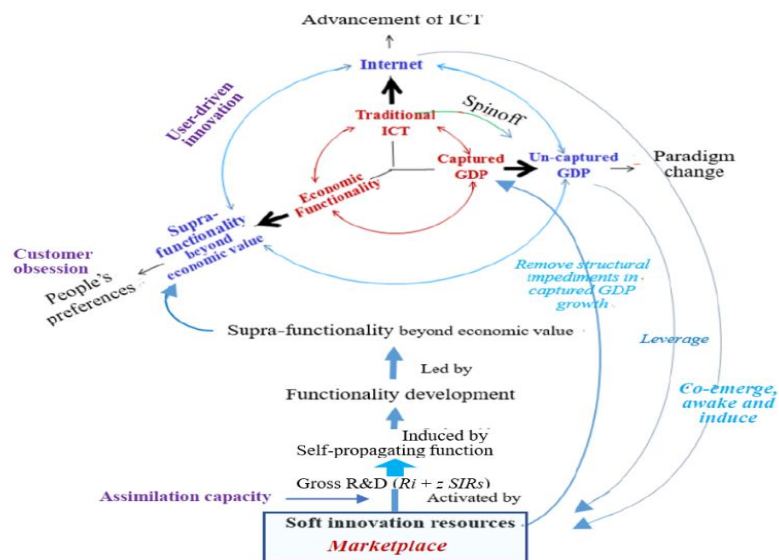 Advancement of ICT
Internet
User-driven
innovation
Traditional
ICT
Spinoff
Captured
GDP
Un-captured
GDP
Paradigm
change
Economic
Functionality
Supra-
functionality
beyond
economic value
Customer
obsession
People's
preferences
Remove structural
impediments in
captured GDP
growth
Supra-functionality beyond economic value
Leverage
Led by
Functionality development
Co-emerge,
awake and
induce
Induced by
Self-propagating function
Gross R&D (Ri + z SIRs)
Assimilation capacity
Activated by
Soft innovation resources
Marketplace